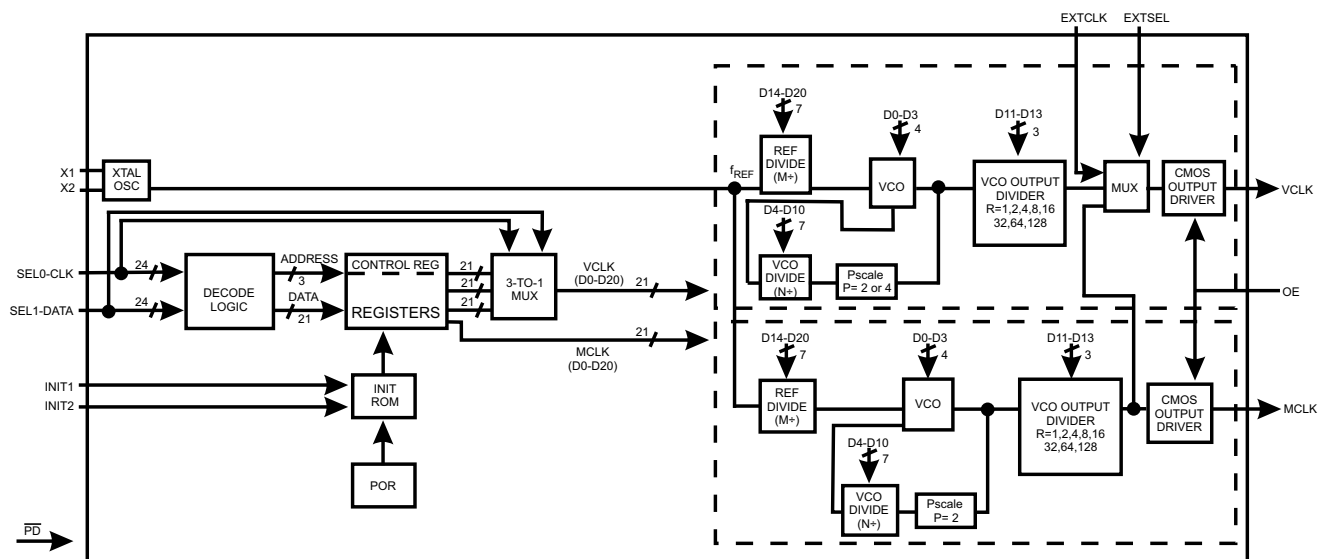 EXTCLK EXTSEL
D14-D20
7
D0-D3
4
D11-D13
3
X1
X2
XTAL
OSC
fREF
REF
DIVIDE
(M÷)
VCO
VCO OUTPUT
DIVIDER
R=1,2,4,8,16
32,64,128
MUX
CMOS
OUTPUT
DRIVER
VCLK
D4-D10
7
VCO
DIVIDE
(N÷)
Pscale
P= 2 or 4
SEL0-CLK
24
SEL1-DATA
24
DECODE
LOGIC
ADDRESS
3
DATA
21
CONTROL REG
REGISTERS
21
21
21
3-TO-1
MUX
VCLK
(D0-D20)
21
MCLK
(D0-D20)
21
OE
INIT1
INIT2
INIT
ROM
POR
PD
D14-D20
7
D0-D3
4
D11-D13
3
REF
DIVIDE
(M÷)
VCO
VCO OUTPUT
DIVIDER
R=1,2,4,8,16
32,64,128
CMOS
OUTPUT
DRIVER
MCLK
D4-D10
7
VCO
DIVIDE
(N÷)
Pscale
P= 2